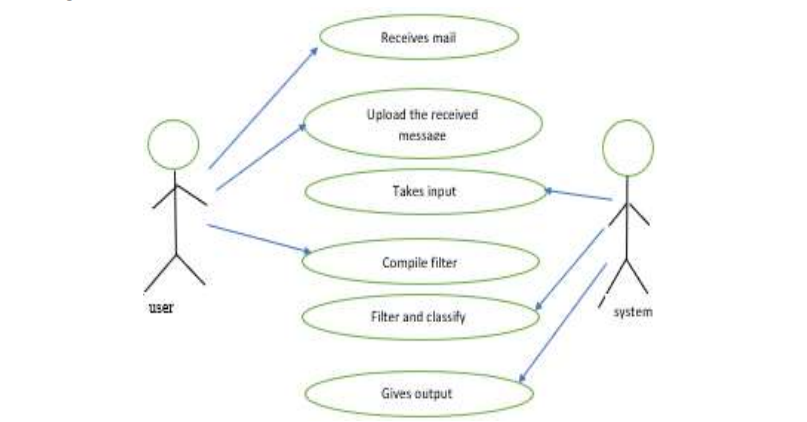 Receives mail
Upload the received
message
Takes input
Compile filter
Filter and classify
Gives output
user
system